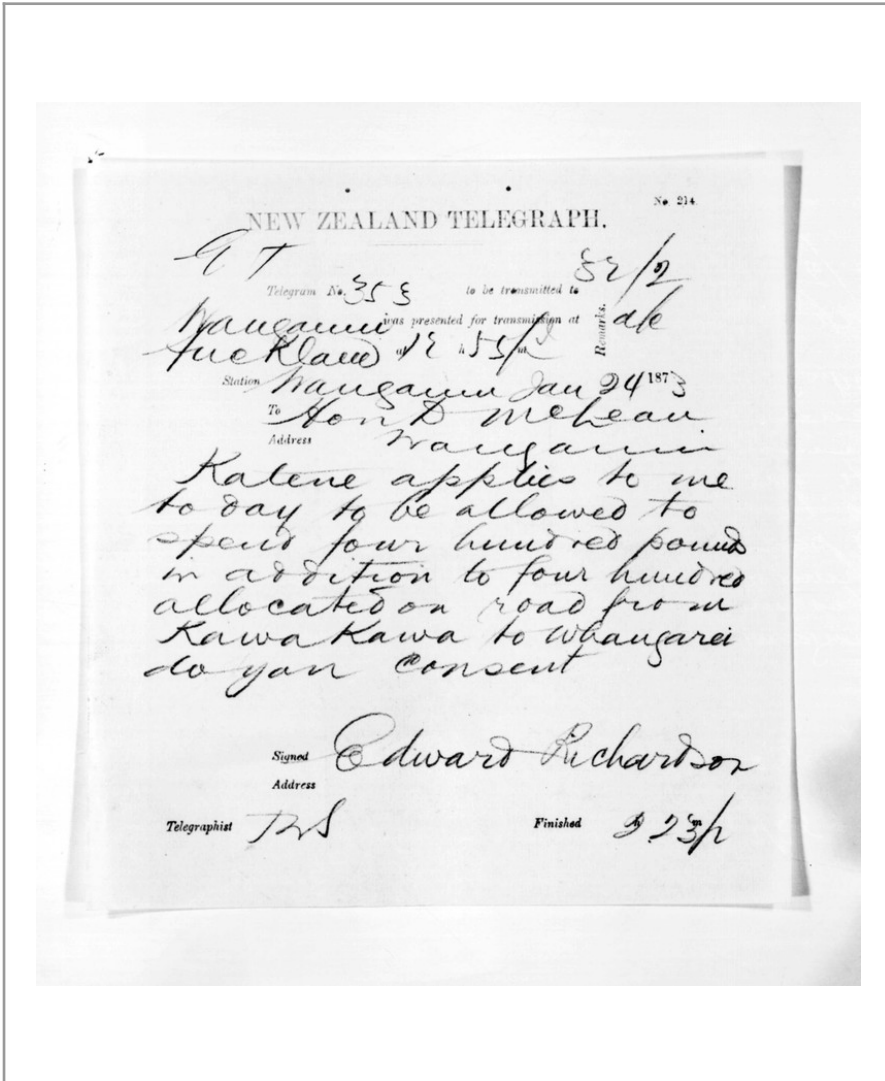 No. 214.
NEW ZEALAND TELEGRAPH.
G T
Telegram No. 353 to be transmitted to
Remarks.
Wanganui was presented for transmission at
Auckland at 12 h 55 m
Station Wanganui Jan 24 1873
To Hon D McLean
Address Wanganui
Katene applies to me
to day to be allowed to
spend four hundred pounds
in addition to four hundred
allocated on road from
Kawa Kawa to Whangarei
do you consent
Signed Edward Richardson
Address
Telegraphist
Finished